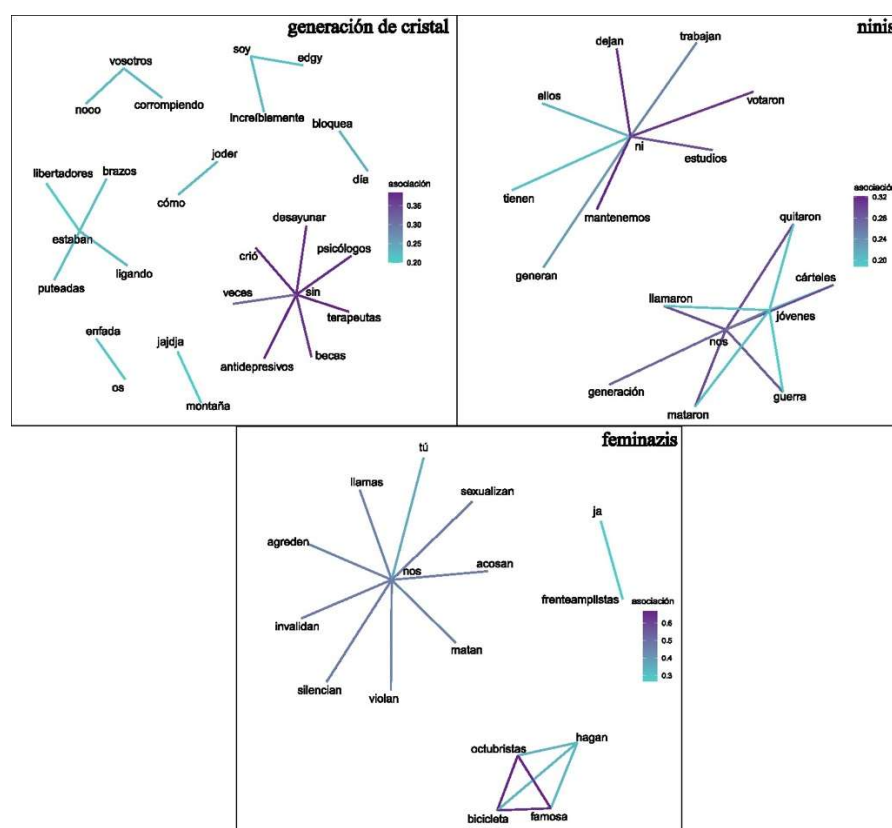 generación de cristal
soy
edgy
vosotros
noco
corrompiendo
increíblemente
bloquea
día
joder
cómo
libertadores
brazos
estaban
ligando
puteadas
asociación
0.35
0.30
0.25
0.20
desayunar
crió
psicólogos
veces
sin
terapeutas
antidepresivos
becas
enfada
os
jajdja
montaña
ninis
dejan
trabajan
ellos
votaron
ni
estudios
tienen
mantenemos
generan
asociación
0.32
0.28
0.24
0.20
quitaron
cárteles
llamaron
jóvenes
nos
generación
guerra
mataron
feminazis
tú
llamas
sexualizan
ja
agreden
nos
acosan
frenteamplistas
invalidan
matan
silencian
violan
asociación
0.6
0.5
0.4
0.3
octubristas
hagan
bicicleta
famosa